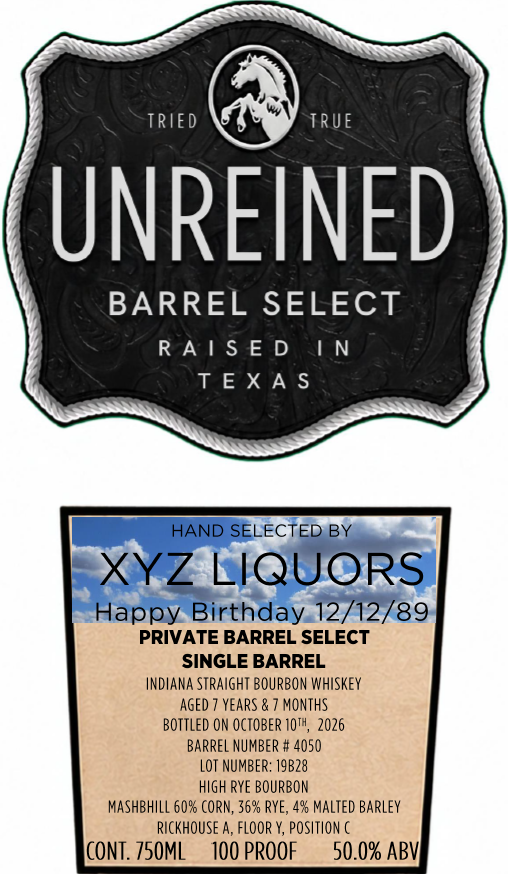 TRIED TRUE
UNREINED
BARREL SELECT
RAISED IN
TEXAS
HAND SELECTED BY
XYZ LIQUORS
Happy Birthday 12/12/89
PRIVATE BARREL SELECT
SINGLE BARREL
INDIANA STRAIGHT BOURBON WHISKEY
AGED 7 YEARS & 7 MONTHS
BOTTLED ON OCTOBER 10TH, 2026
BARREL NUMBER # 4050
LOT NUMBER: 19B28
HIGH RYE BOURBON
MASHBHILL 60% CORN, 36% RYE, 4% MALTED BARLEY
RICKHOUSE A, FLOOR Y, POSITION C
CONT. 750ML 100 PROOF 50.0% ABV